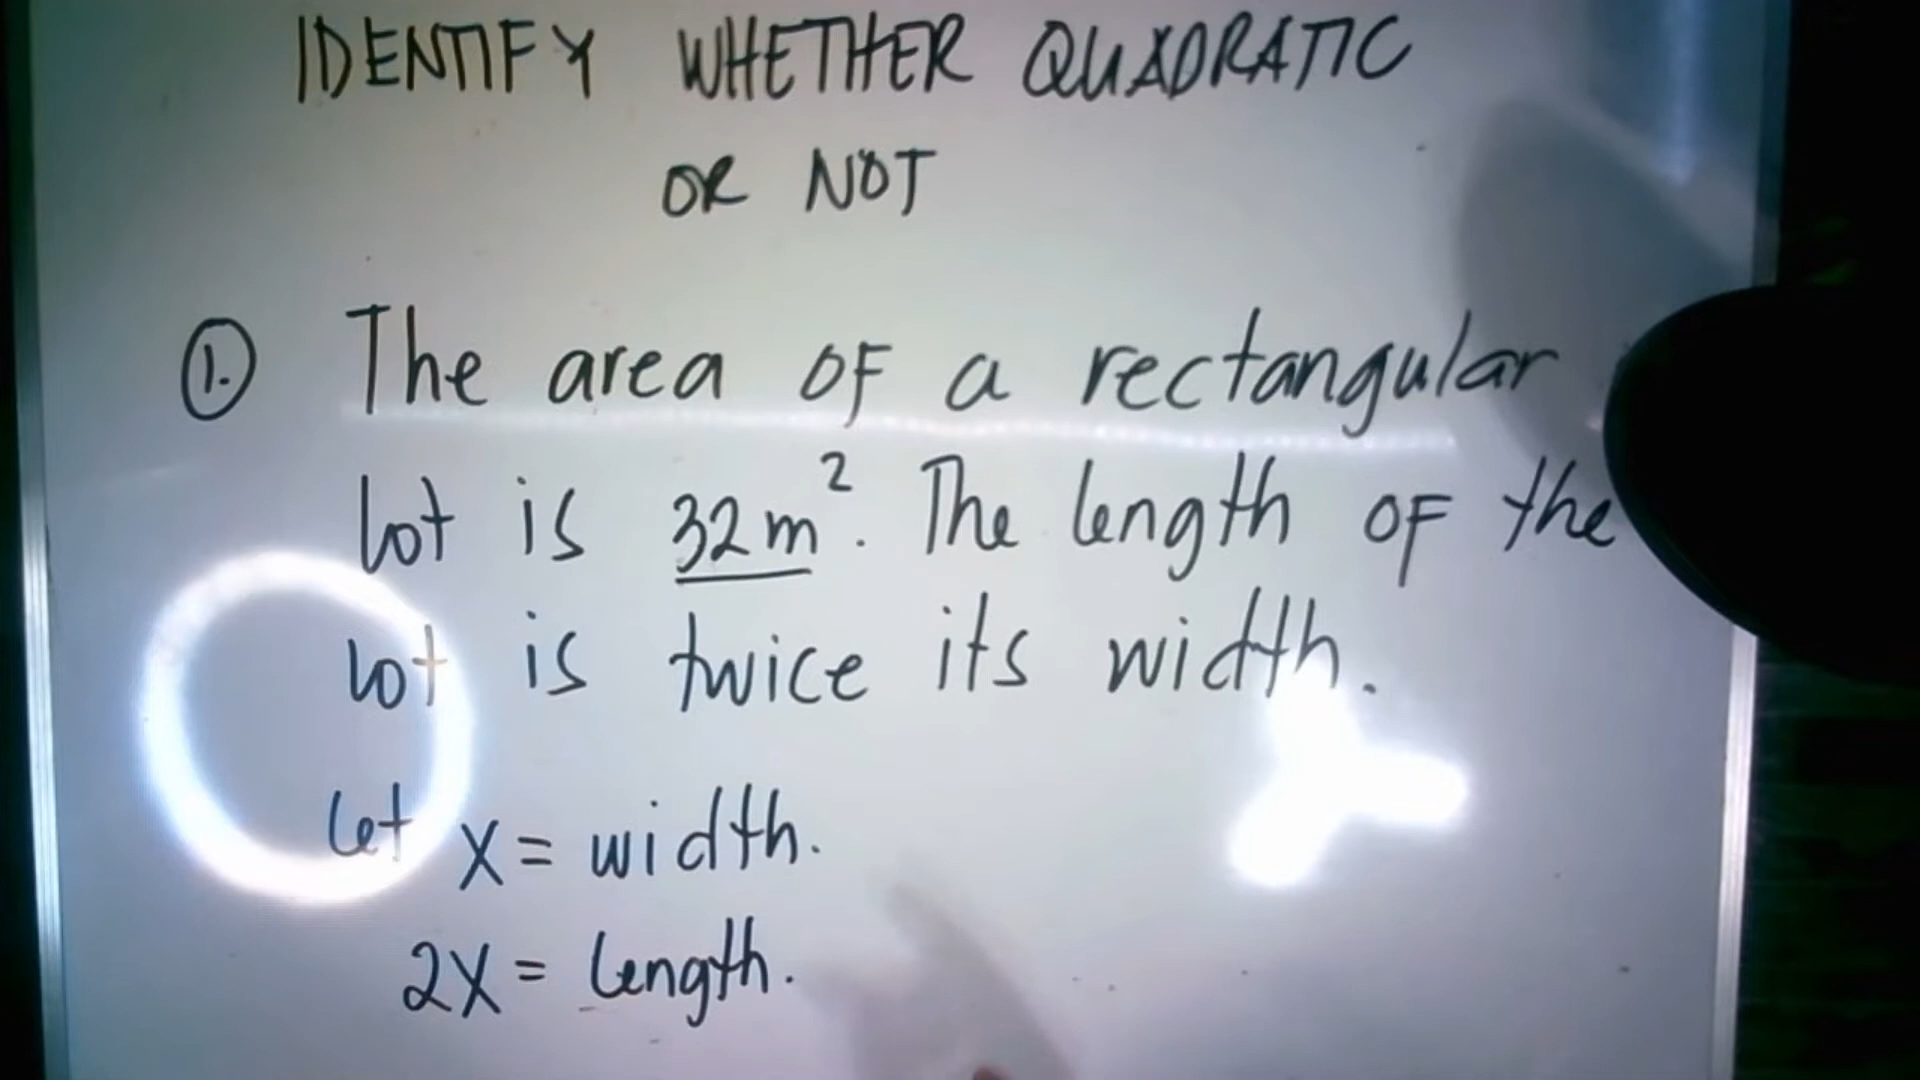 IDENTIFY WHETHER QUADRATIC
OR NOT
1. The area OF a rectangular
lot is 32m². The length OF the
lot is twice its width.
let x = width.
2x = length.